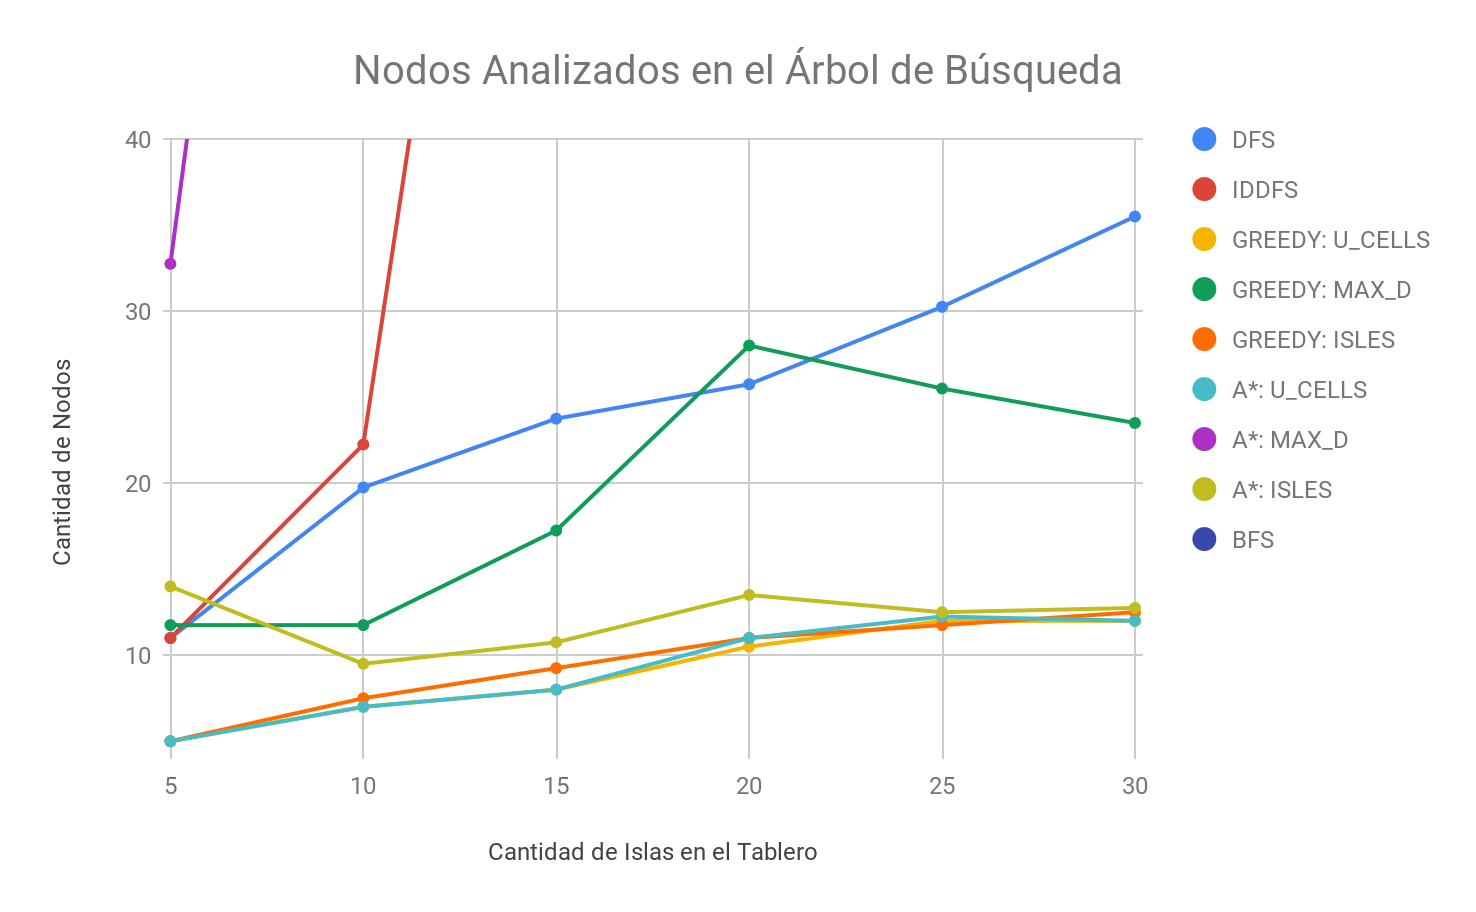 Nodos Analizados en el Árbol de Búsqueda
Cantidad de Nodos
40
30
20
10
5
10
15
20
25
30
Cantidad de Islas en el Tablero
DFS
IDDFS
GREEDY: U_CELLS
GREEDY: MAX_D
GREEDY: ISLES
A*: U_CELLS
A*: MAX_D
A*: ISLES
BFS